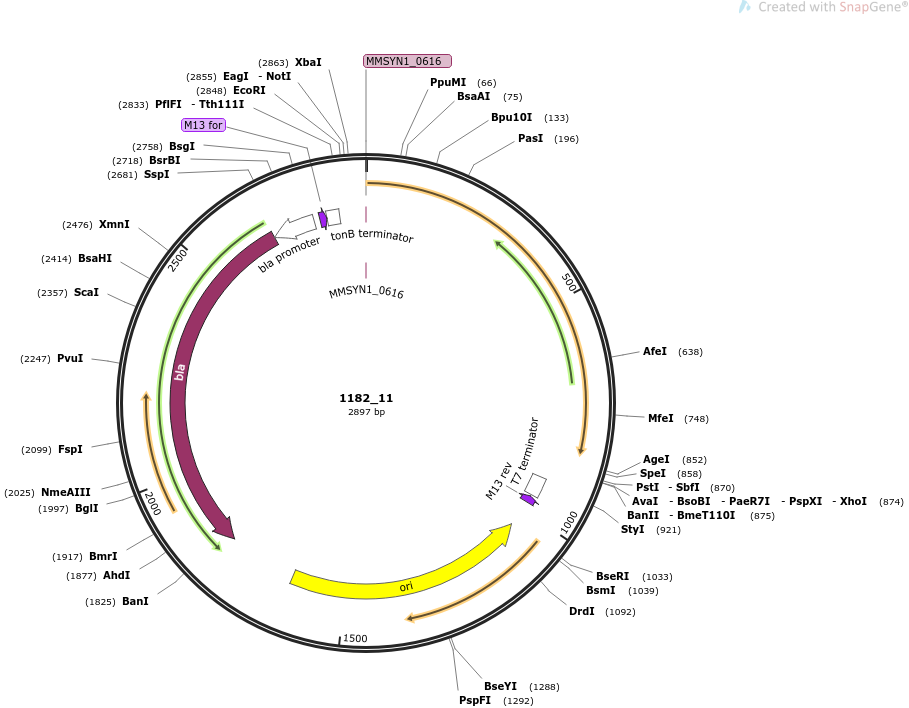 Created with SnapGene®
MMSYN1_0616
(2863) XbaI
(2855) EagI - NotI
(2848) EcoRI
(2833) PflFI - Tth111I
M13 for
(2758) BsgI
(2718) BsrBI
(2681) SspI
PpuMI (66)
BsaAI (75)
Bpu10I (133)
PasI (196)
(2476) XmnI
(2414) BsaHI
(2357) ScaI
(2247) PvuI
(2099) FspI
(2025) NmeAIII
(1997) BglI
(1917) BmrI
(1877) AhdI
(1825) BanI
2500
500
2000
1000
1500
bla promoter
tonB terminator
MMSYN1_0616
bla
1182_11
2897 bp
T7 terminator
M13 rev
ori
AfeI (638)
MfeI (748)
AgeI (852)
SpeI (858)
PstI - SbfI (870)
AvaI - BsoBI - PaeR7I - PspXI - XhoI (874)
BanII - BmeT110I (875)
StyI (921)
BseRI (1033)
BsmI (1039)
DrdI (1092)
BseYI (1288)
PspFI (1292)